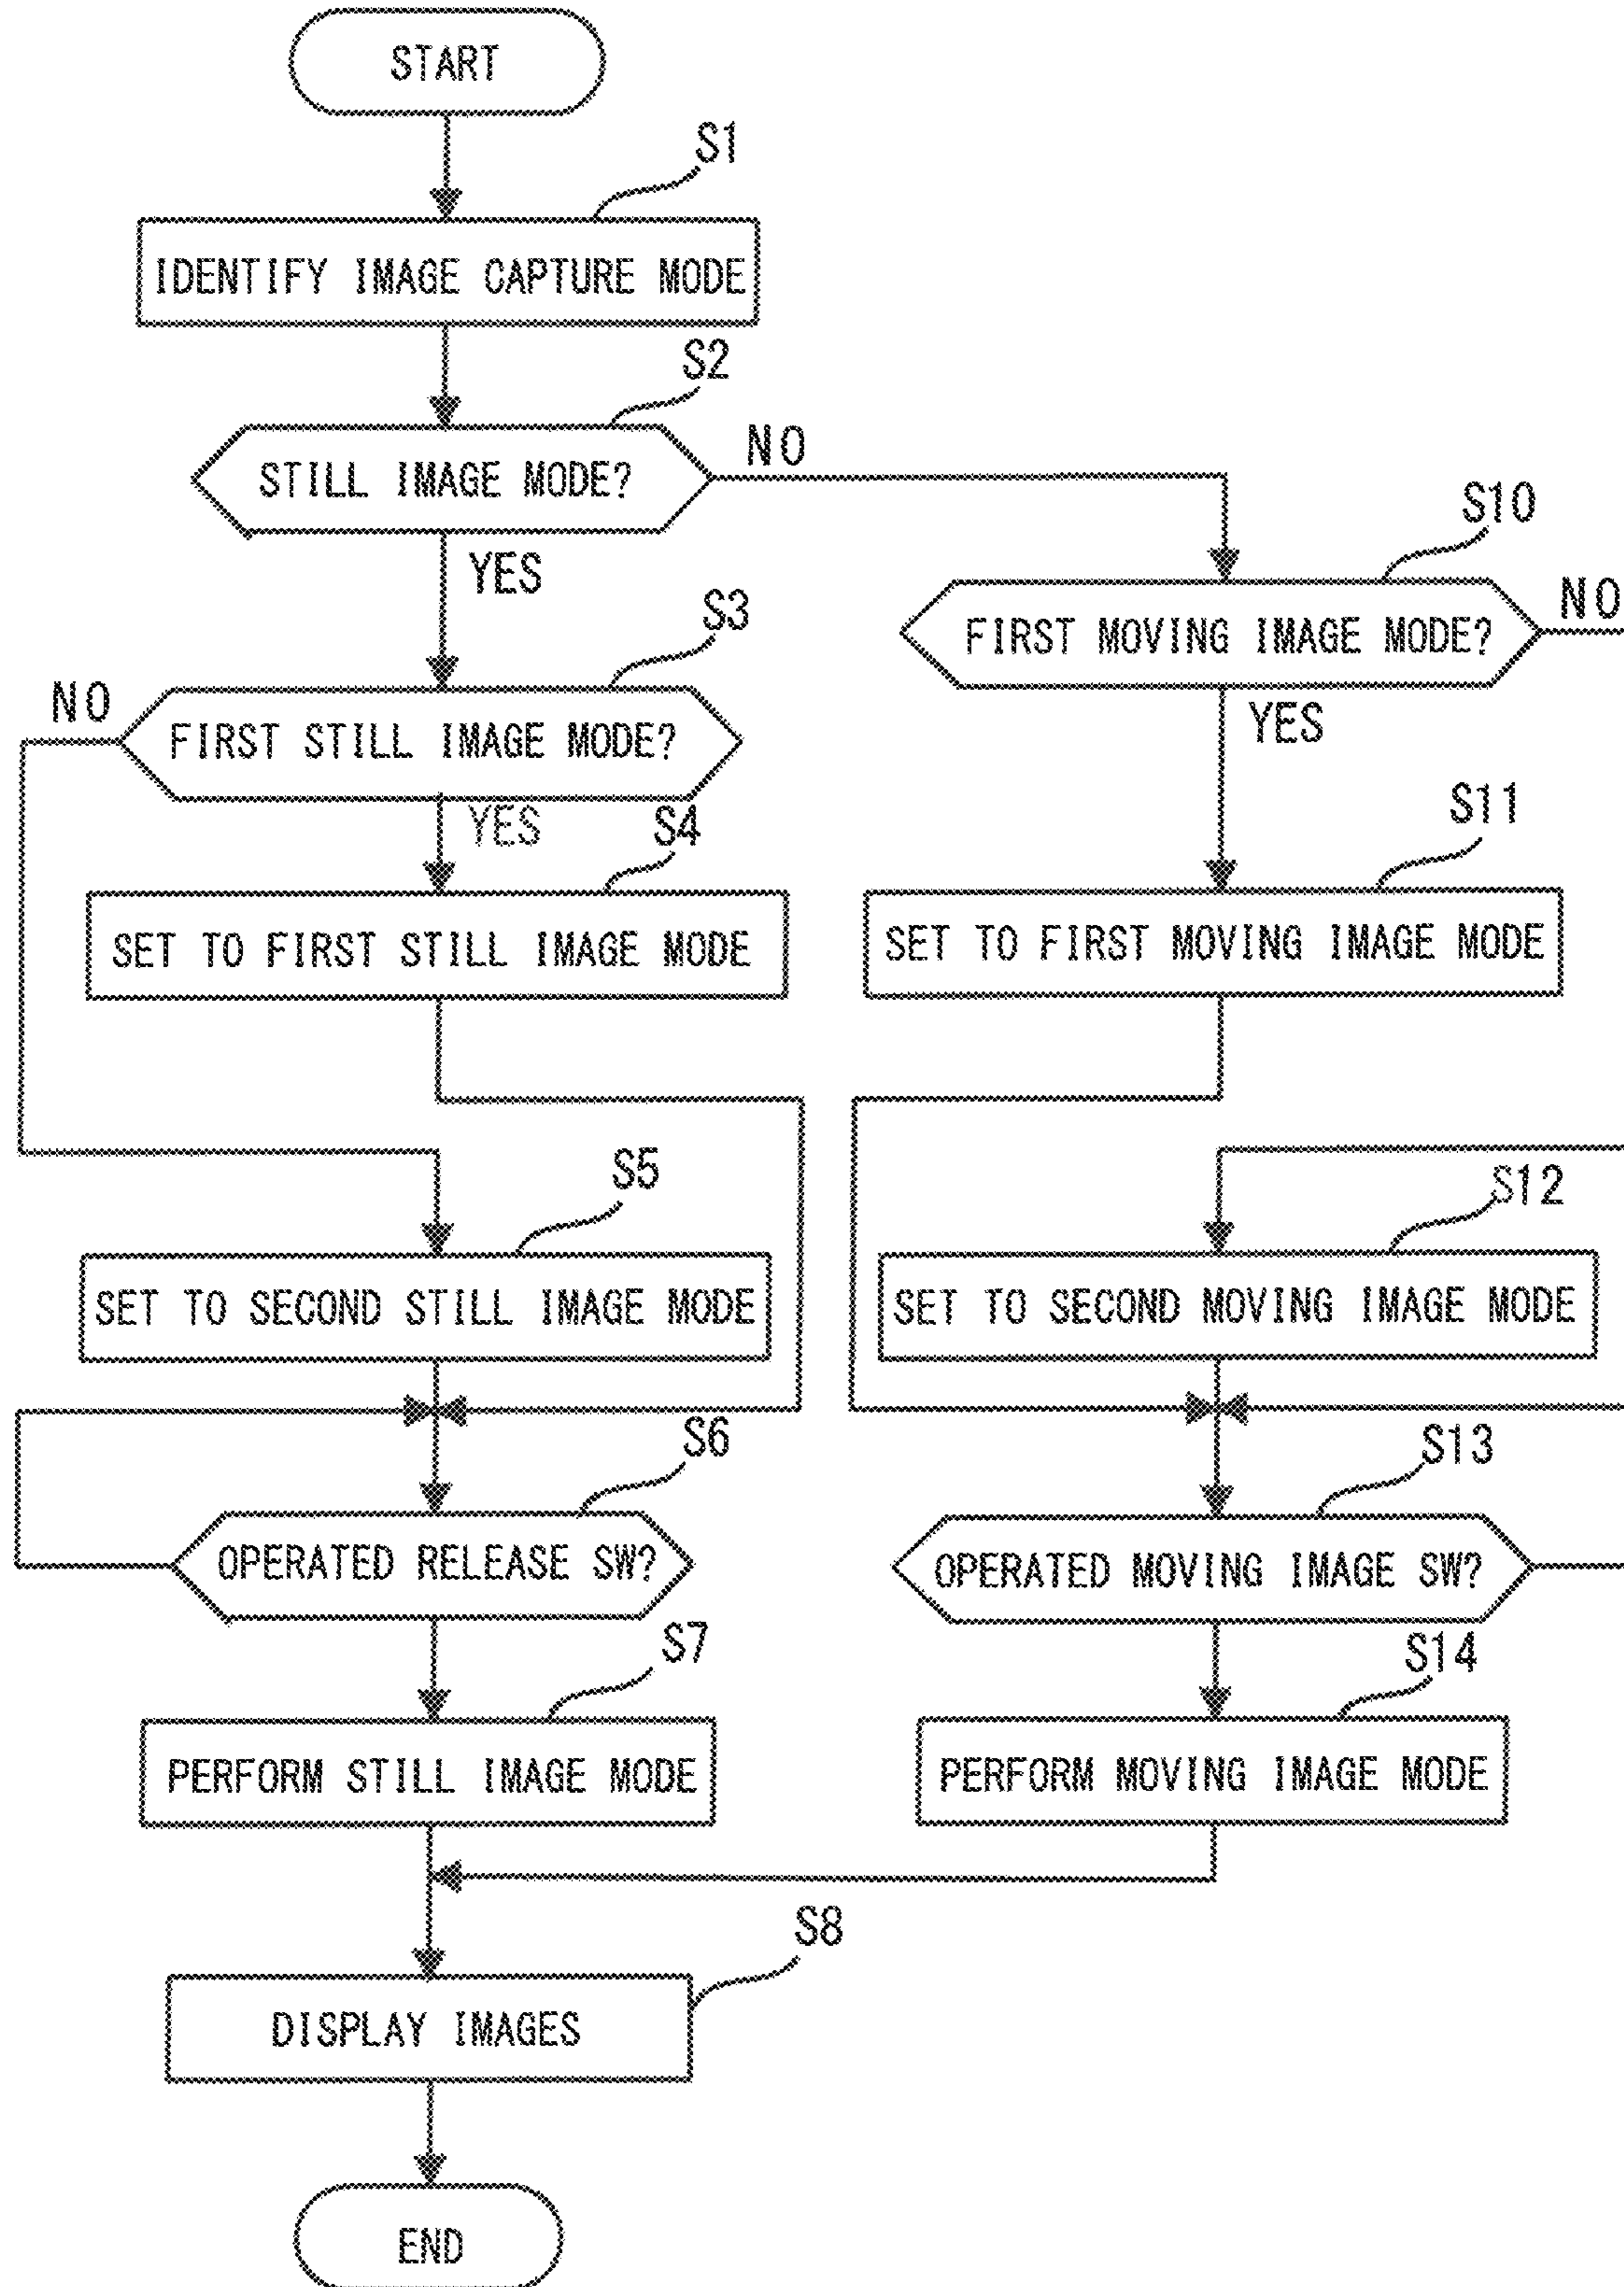 START
S1
IDENTIFY IMAGE CAPTURE MODE
S2
STILL IMAGE MODE?
NO
YES
S10
FIRST MOVING IMAGE MODE?
NO
YES
S3
NO
FIRST STILL IMAGE MODE?
YES
S4
SET TO FIRST STILL IMAGE MODE
S11
SET TO FIRST MOVING IMAGE MODE
S5
SET TO SECOND STILL IMAGE MODE
S12
SET TO SECOND MOVING IMAGE MODE
S6
OPERATED RELEASE SW?
S13
OPERATED MOVING IMAGE SW?
S7
PERFORM STILL IMAGE MODE
S14
PERFORM MOVING IMAGE MODE
S8
DISPLAY IMAGES
END